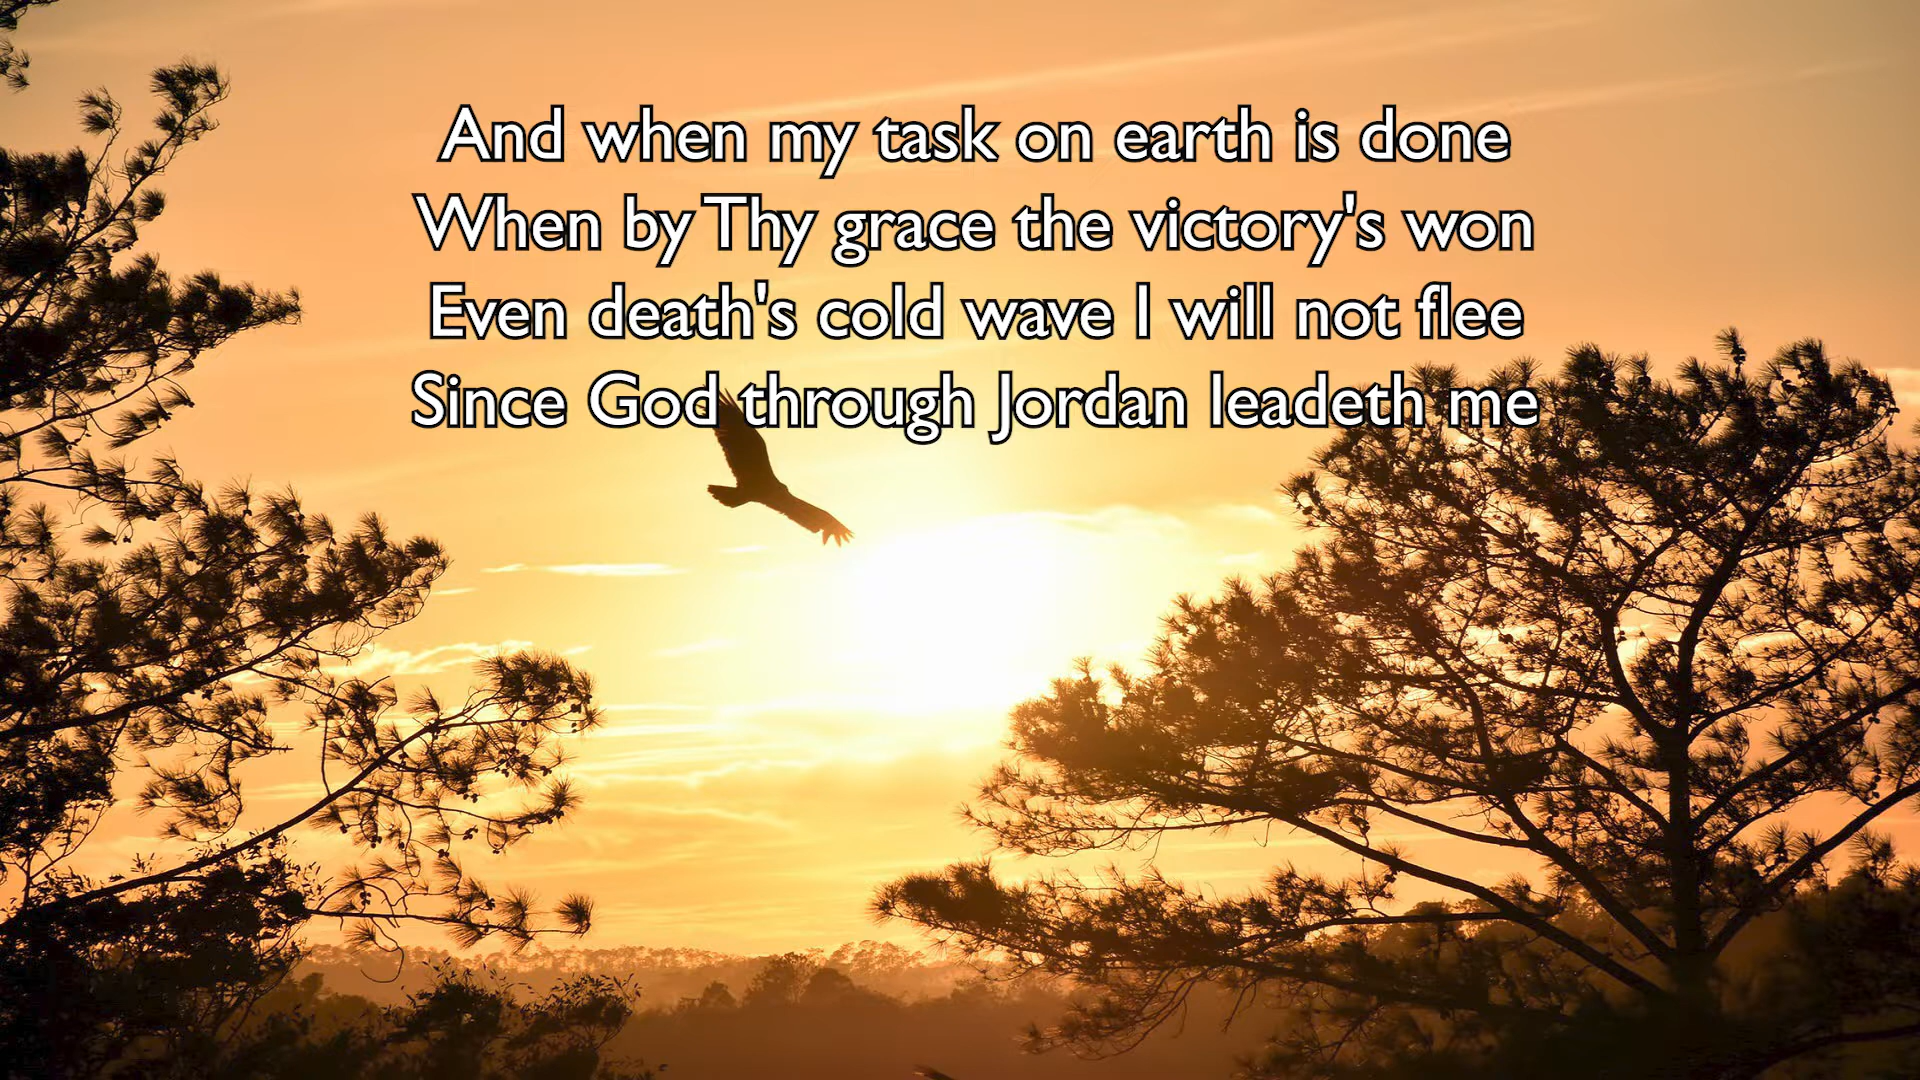 And when my task on earth is done
When by Thy grace the victory's won
Even death's cold wave I will not flee
Since God through Jordan leadeth me